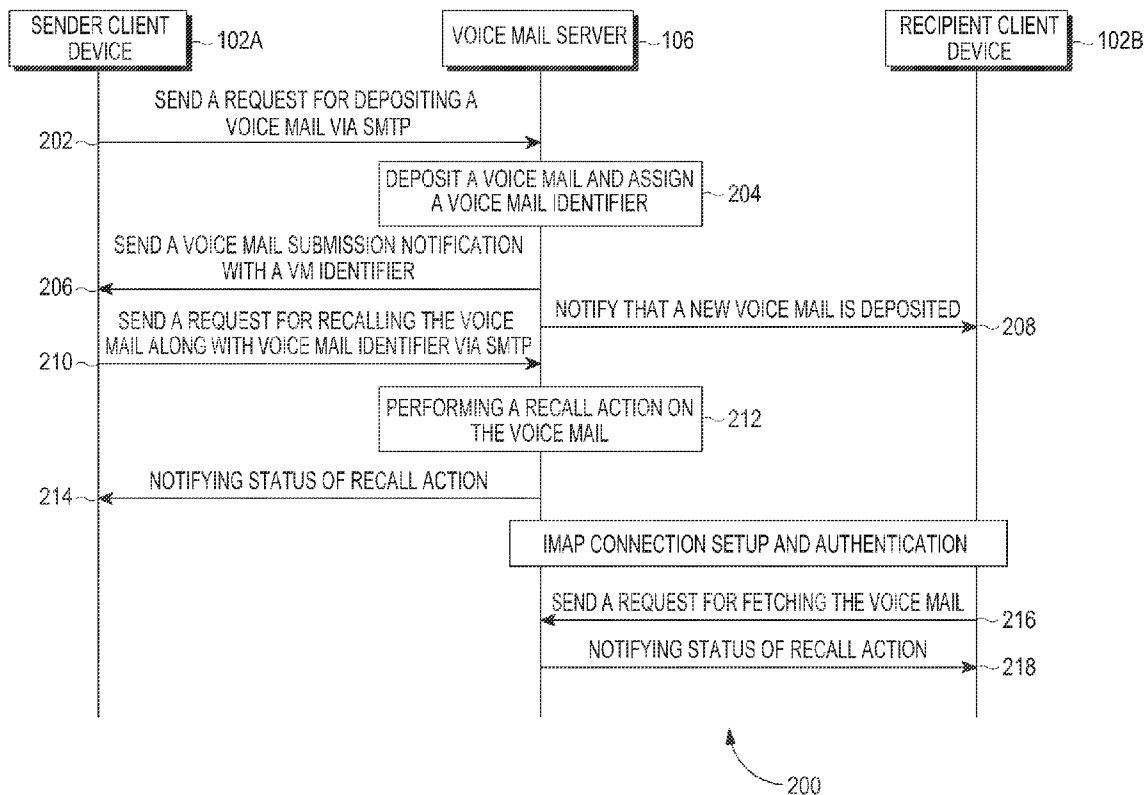 SENDER CLIENT
DEVICE
102A
VOICE MAIL SERVER
106
RECIPIENT CLIENT
DEVICE
102B
SEND A REQUEST FOR DEPOSITING A
VOICE MAIL VIA SMTP
202
DEPOSIT A VOICE MAIL AND ASSIGN
A VOICE MAIL IDENTIFIER
204
SEND A VOICE MAIL SUBMISSION NOTIFICATION
WITH A VM IDENTIFIER
206
NOTIFY THAT A NEW VOICE MAIL IS DEPOSITED
208
SEND A REQUEST FOR RECALLING THE VOICE
MAIL ALONG WITH VOICE MAIL IDENTIFIER VIA SMTP
210
PERFORMING A RECALL ACTION ON
THE VOICE MAIL
212
NOTIFYING STATUS OF RECALL ACTION
214
IMAP CONNECTION SETUP AND AUTHENTICATION
SEND A REQUEST FOR FETCHING THE VOICE MAIL
216
NOTIFYING STATUS OF RECALL ACTION
218
200